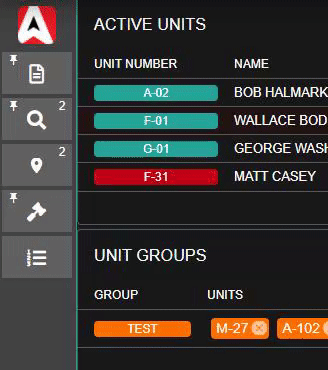 ACTIVE UNITS
UNIT NUMBER NAME
A-02 BOB HALMARK
F-01 WALLACE BOD
G-01 GEORGE WASH
F-31 MATT CASEY
2
2
UNIT GROUPS
GROUP UNITS
TEST M-27 A-102